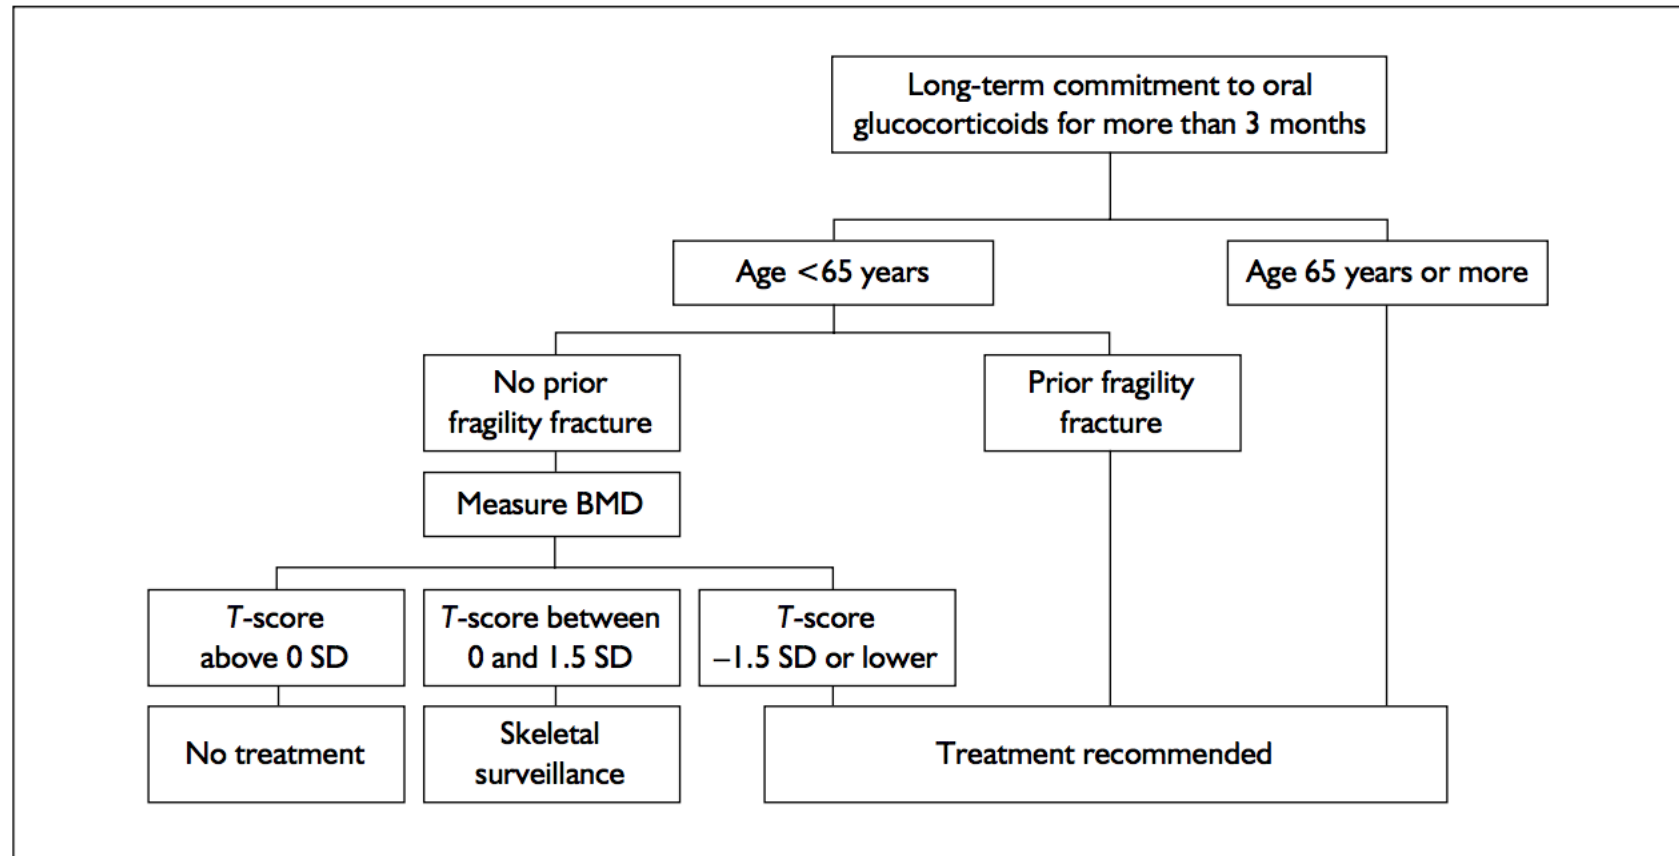 Long-term commitment to oral
glucocorticoids for more than 3 months
Age <65 years
Age 65 years or more
No prior
fragility fracture
Prior fragility
fracture
Measure BMD
T-score
above 0 SD
T-score between
0 and 1.5 SD
T-score
–1.5 SD or lower
No treatment
Skeletal
surveillance
Treatment recommended